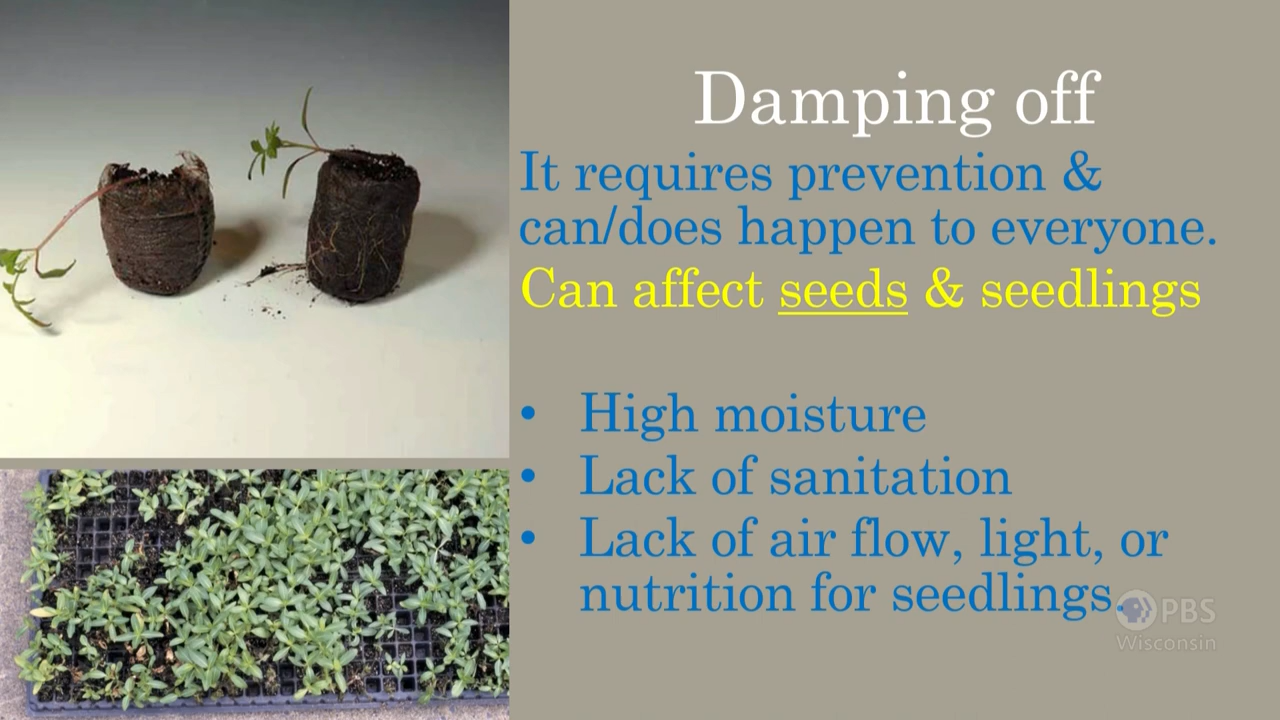 Damping off
It requires prevention &
can/does happen to everyone.
Can affect seeds & seedlings
• High moisture
• Lack of sanitation
• Lack of air flow, light, or
nutrition for seedlings.
PBS
Wisconsin